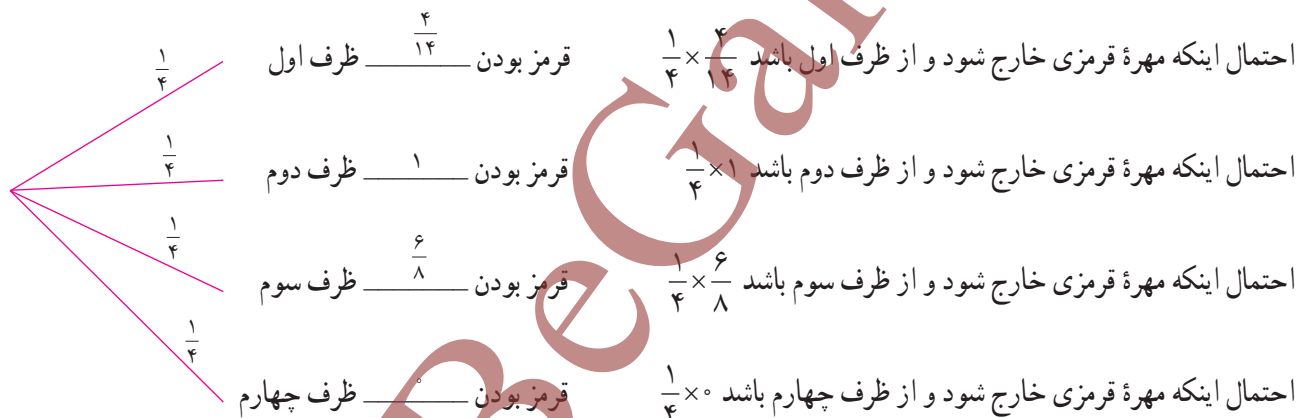 احتمال اینکه مهرهٔ قرمزی خارج شود و از ظرف اول باشد ۱/۴ × ۴/۱۴ قرمز بودن ۴/۱۴ ظرف اول ۱/۴
احتمال اینکه مهرهٔ قرمزی خارج شود و از ظرف دوم باشد ۱/۴ × ۱ قرمز بودن ۱ ظرف دوم ۱/۴
احتمال اینکه مهرهٔ قرمزی خارج شود و از ظرف سوم باشد ۱/۴ × ۶/۸ قرمز بودن ۶/۸ ظرف سوم ۱/۴
احتمال اینکه مهرهٔ قرمزی خارج شود و از ظرف چهارم باشد ۱/۴ × ۰ قرمز بودن ۰ ظرف چهارم ۱/۴